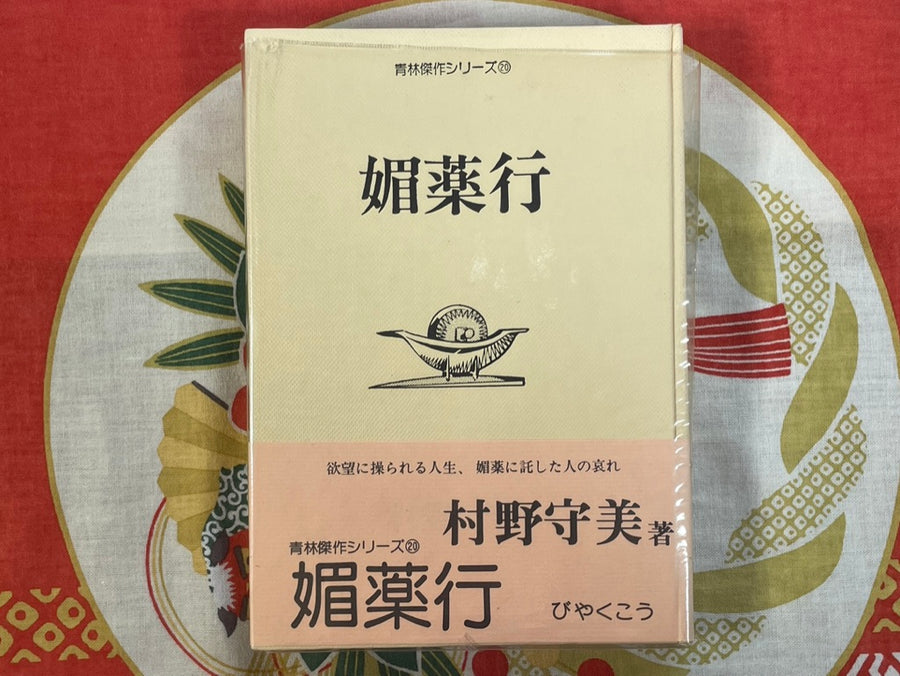 青林傑作シリーズ⑳
媚薬行
欲望に操られる人生、媚薬に託した人の哀れ
村野守美著
青林傑作シリーズ⑳
媚薬行
びやくこう